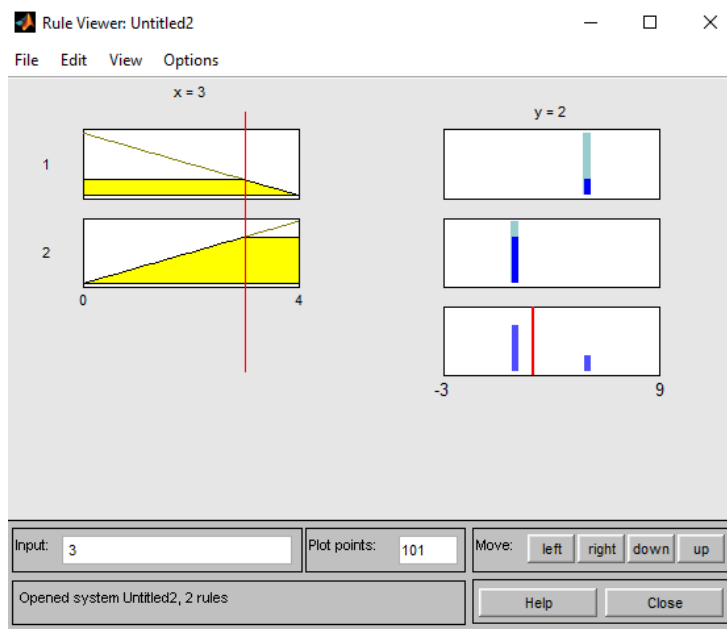 Rule Viewer: Untitled2
File Edit View Options
x = 3
y = 2
1
2
0 4
-3 9
Input: 3
Plot points: 101
Move: left right down up
Opened system Untitled2, 2 rules
Help Close